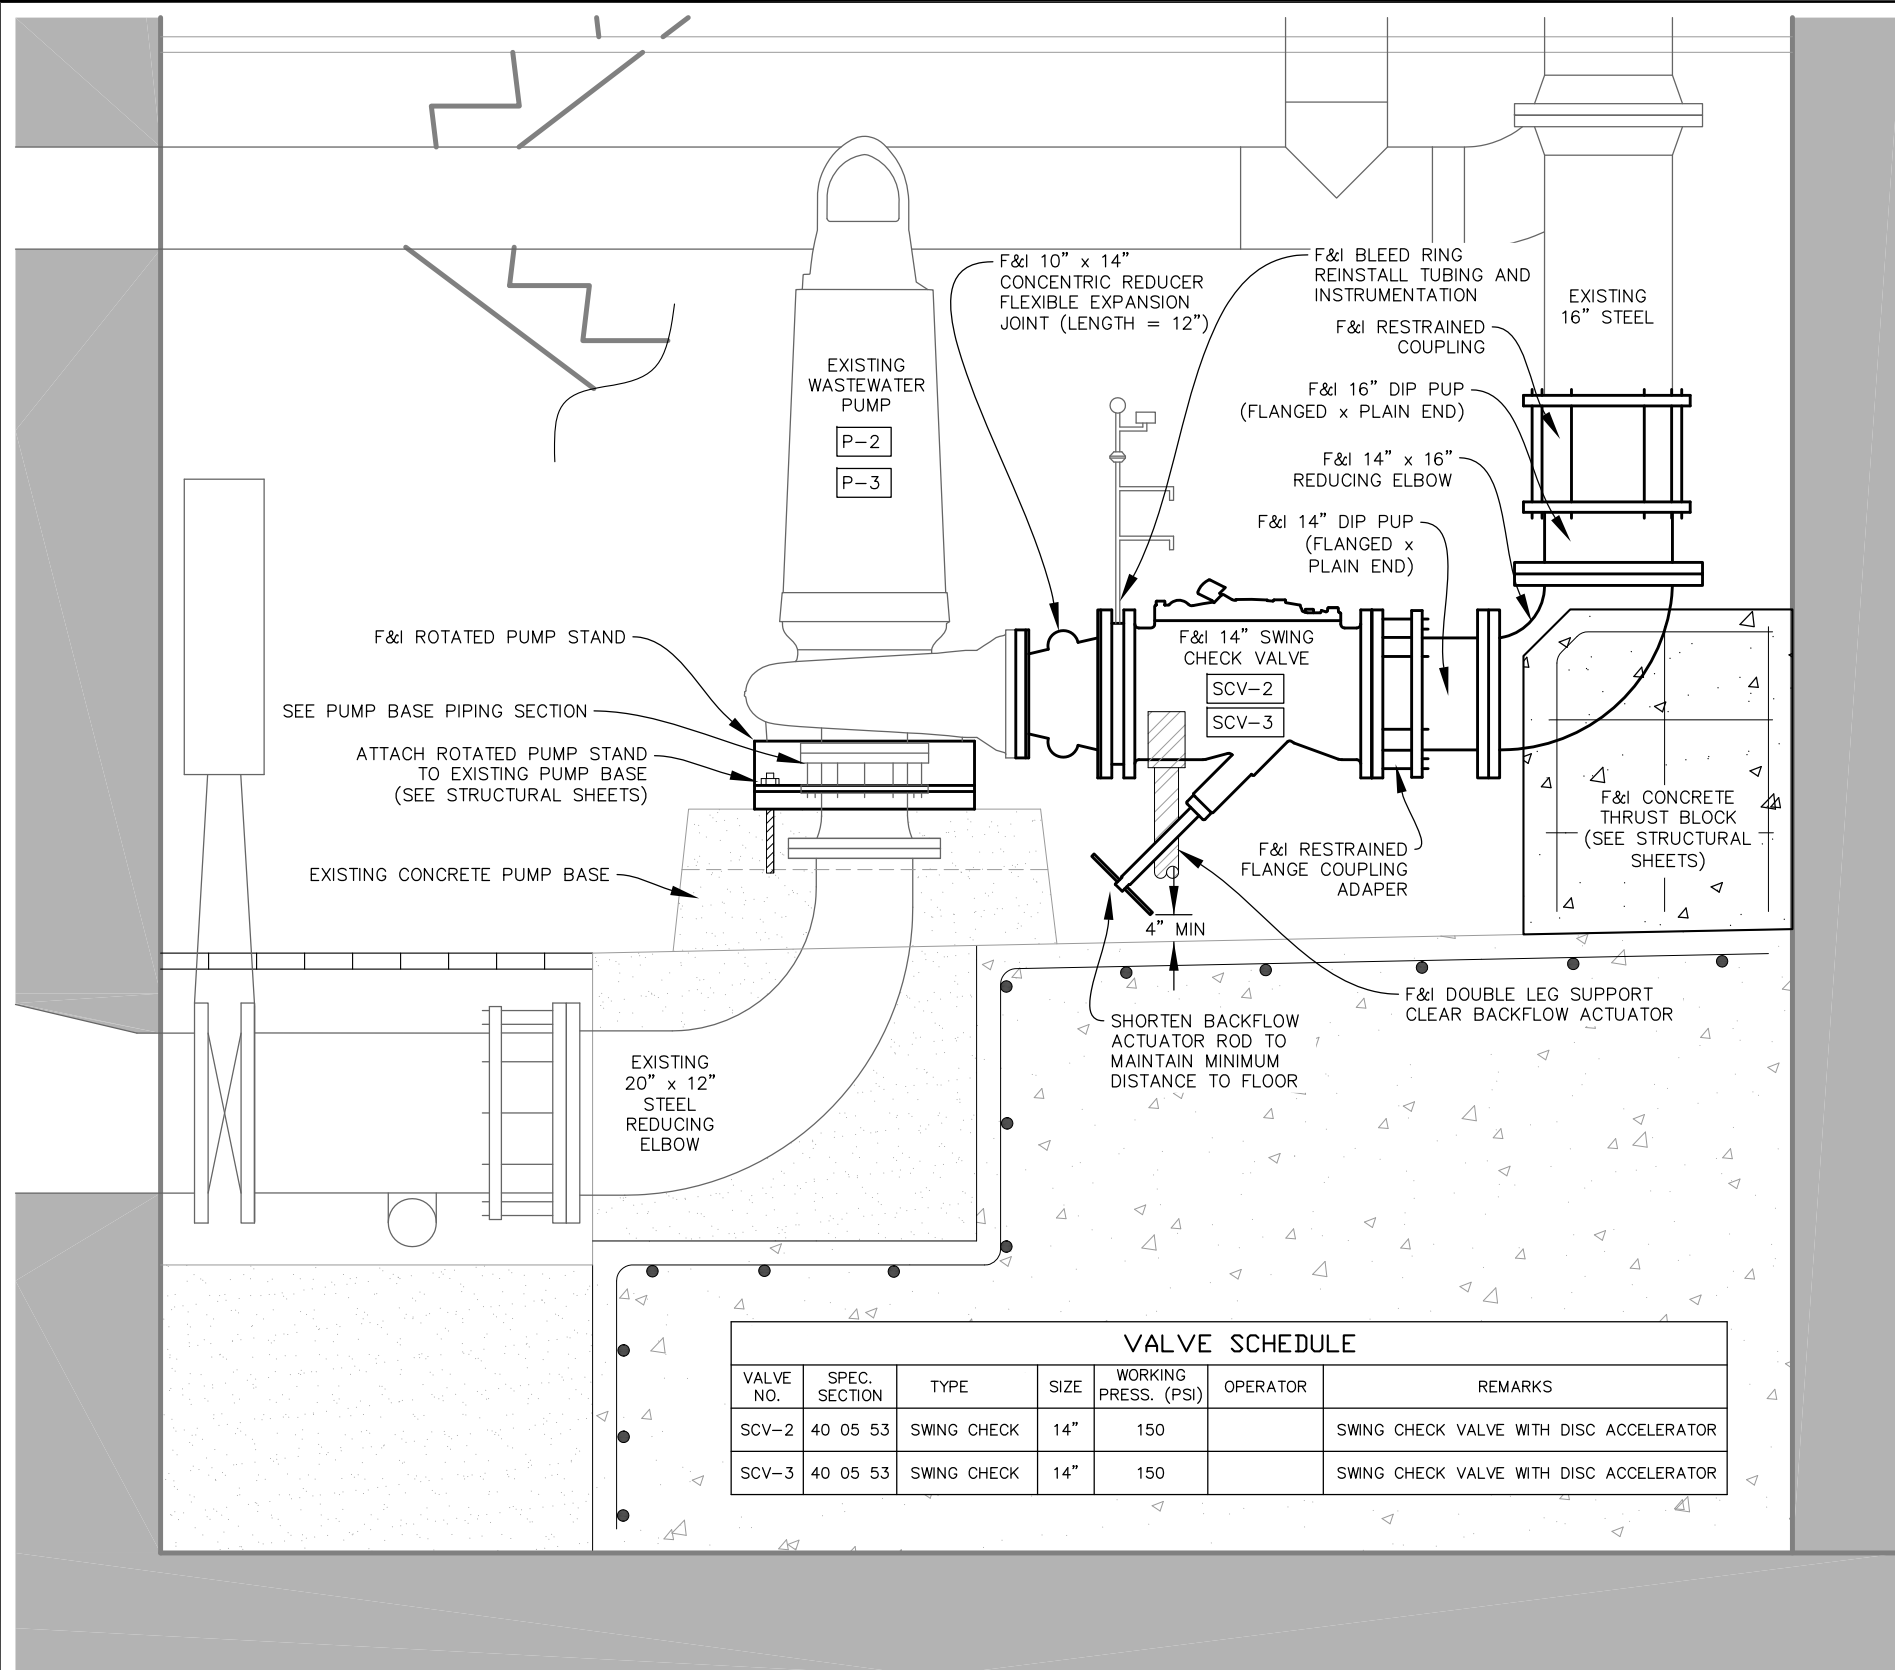 F&I 10” x 14”
CONCENTRIC REDUCER
FLEXIBLE EXPANSION
JOINT (LENGTH = 12”)
F&I BLEED RING
REINSTALL TUBING AND
INSTRUMENTATION
EXISTING
16” STEEL
F&I RESTRAINED
COUPLING
EXISTING
WASTEWATER
PUMP
P-2
P-3
F&I 16” DIP PUP
(FLANGED x PLAIN END)
F&I 14” x 16”
REDUCING ELBOW
F&I 14” DIP PUP
(FLANGED x
PLAIN END)
F&I ROTATED PUMP STAND
F&I 14” SWING
CHECK VALVE
SCV-2
SCV-3
SEE PUMP BASE PIPING SECTION
ATTACH ROTATED PUMP STAND
TO EXISTING PUMP BASE
(SEE STRUCTURAL SHEETS)
F&I CONCRETE
THRUST BLOCK
(SEE STRUCTURAL
SHEETS)
F&I RESTRAINED
FLANGE COUPLING
ADAPER
EXISTING CONCRETE PUMP BASE
4” MIN
F&I DOUBLE LEG SUPPORT
CLEAR BACKFLOW ACTUATOR
SHORTEN BACKFLOW
ACTUATOR ROD TO
MAINTAIN MINIMUM
DISTANCE TO FLOOR
EXISTING
20” x 12”
STEEL
REDUCING
ELBOW
VALVE SCHEDULE
VALVE NO. SPEC. SECTION TYPE SIZE WORKING PRESS. (PSI) OPERATOR REMARKS
SCV-2 40 05 53 SWING CHECK 14” 150 SWING CHECK VALVE WITH DISC ACCELERATOR
SCV-3 40 05 53 SWING CHECK 14” 150 SWING CHECK VALVE WITH DISC ACCELERATOR